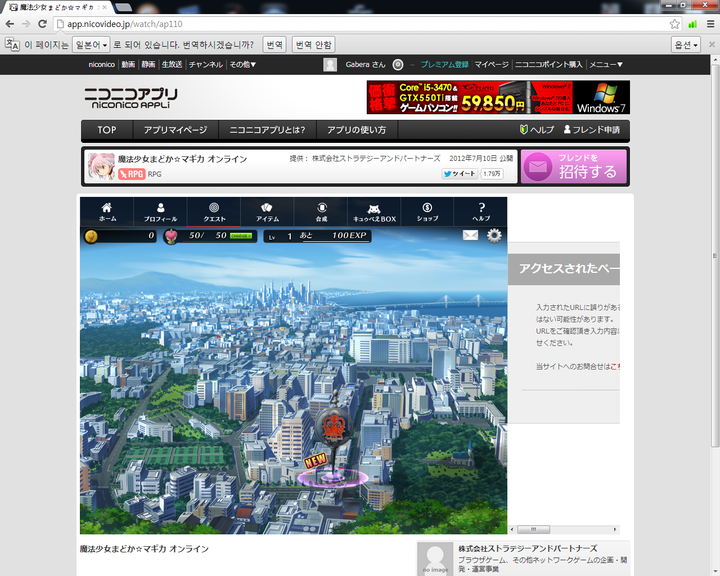 魔法少女まどか☆マギカ
app.nicovideo.jp/watch/ap110
이 페이지는 일본어 로 되어 있습니다. 번역하시겠습니까? 번역 번역 안함 옵션
niconico 動画 静画 生放送 チャンネル その他▼ Gabera さん プレミアム登録 マイページ ニコニコポイント購入 メニュー▼
ニコニコアプリ
niconico APPLI
Core i5-3470&
GTX550Ti搭載
ゲームパソコン!! 59,850円
Windows 7
TOP アプリマイページ ニコニコアプリとは? アプリの使い方 ヘルプ フレンド申請
魔法少女まどか☆マギカ オンライン
提供: 株式会社ストラテジーアンドパートナーズ 2012年7月10日 公開
RPG RPG
ツイート 1.79万
フレンドを
招待する
ホーム プロフィール クエスト アイテム 合成 キュゥべえBOX ショップ ヘルプ
0 50/ 50 Lv 1 あと 100EXP
アクセスされたペー
入力されたURLに誤りがある
はない可能性があります。
URLをご確認頂き入力内容に
せください。
当サイトへのお問合せはこち
NEW
魔法少女まどか☆マギカ オンライン
no image
株式会社ストラテジーアンドパートナーズ
ブラウザゲーム、その他ネットワークゲームの企画・開
発・運営事業